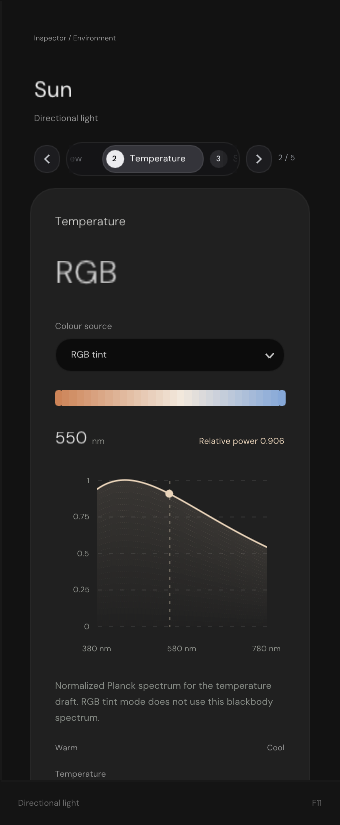 Inspector / Environment
Sun
Directional light
2 Temperature 3
2 / 5
Temperature
RGB
Colour source
RGB tint
550 nm
Relative power 0.906
1
0.75
0.5
0.25
0
380 nm 580 nm 780 nm
Normalized Planck spectrum for the temperature
draft. RGB tint mode does not use this blackbody
spectrum.
Warm Cool
Temperature
Directional light F11